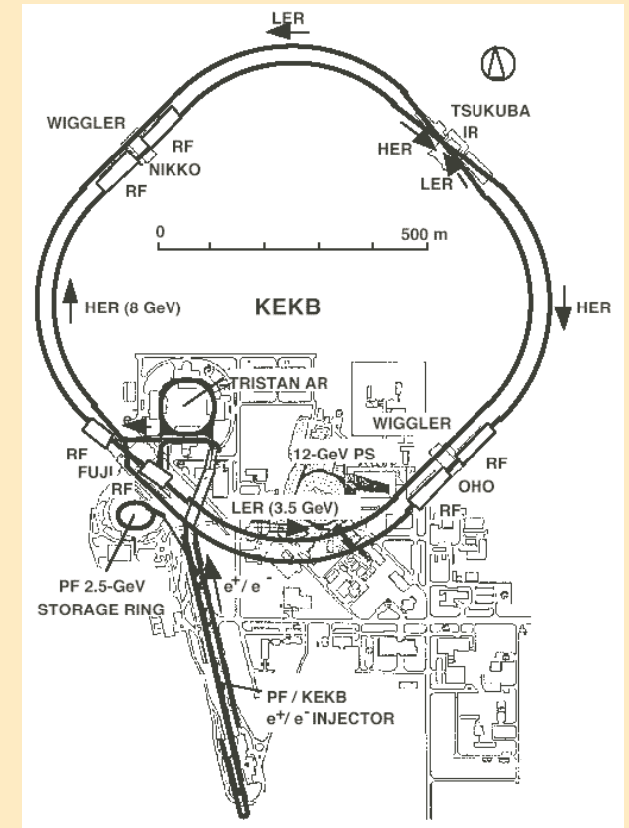 LER
WIGGLER
RF
NIKKO
RF
TSUKUBA
IR
HER
LER
0
500 m
HER (8 GeV)
KEKB
HER
TRISTAN AR
WIGGLER
RF
FUJI
RF
12-GeV PS
RF
OHO
RF
LER (3.5 GeV)
PF 2.5-GeV
STORAGE RING
e+/ e-
PF / KEKB
e+/ e- INJECTOR